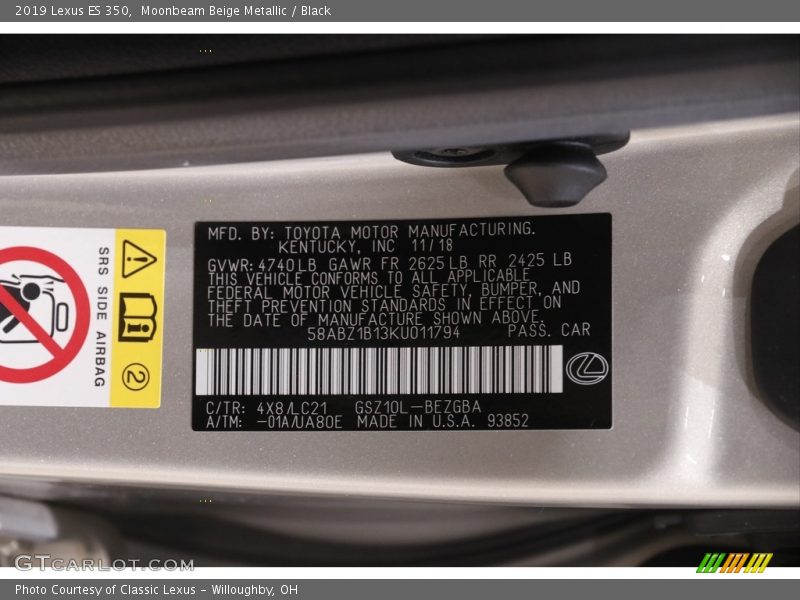 2019 Lexus ES 350,  Moonbeam Beige Metallic / Black
MFD. BY: TOYOTA MOTOR MANUFACTURING.
KENTUCKY, INC 11/18
GVWR: 4740LB GAWR FR 2625 LB RR 2425 LB
THIS VEHICLE CONFORMS TO ALL APPLICABLE
FEDERAL MOTOR VEHICLE SAFETY, BUMPER, AND
THEFT PREVENTION STANDARDS IN EFFECT ON
THE DATE OF MANUFACTURE SHOWN ABOVE.
58ABZ1B13KU011794 PASS. CAR
C/TR: 4X8/LC21 GSZ10L-BEZGBA
A/TM: -01A/UA80E MADE IN U.S.A. 93852
SRS SIDE AIRBAG
2
GTCARLOT.COM
Photo Courtesy of Classic Lexus - Willoughby, OH